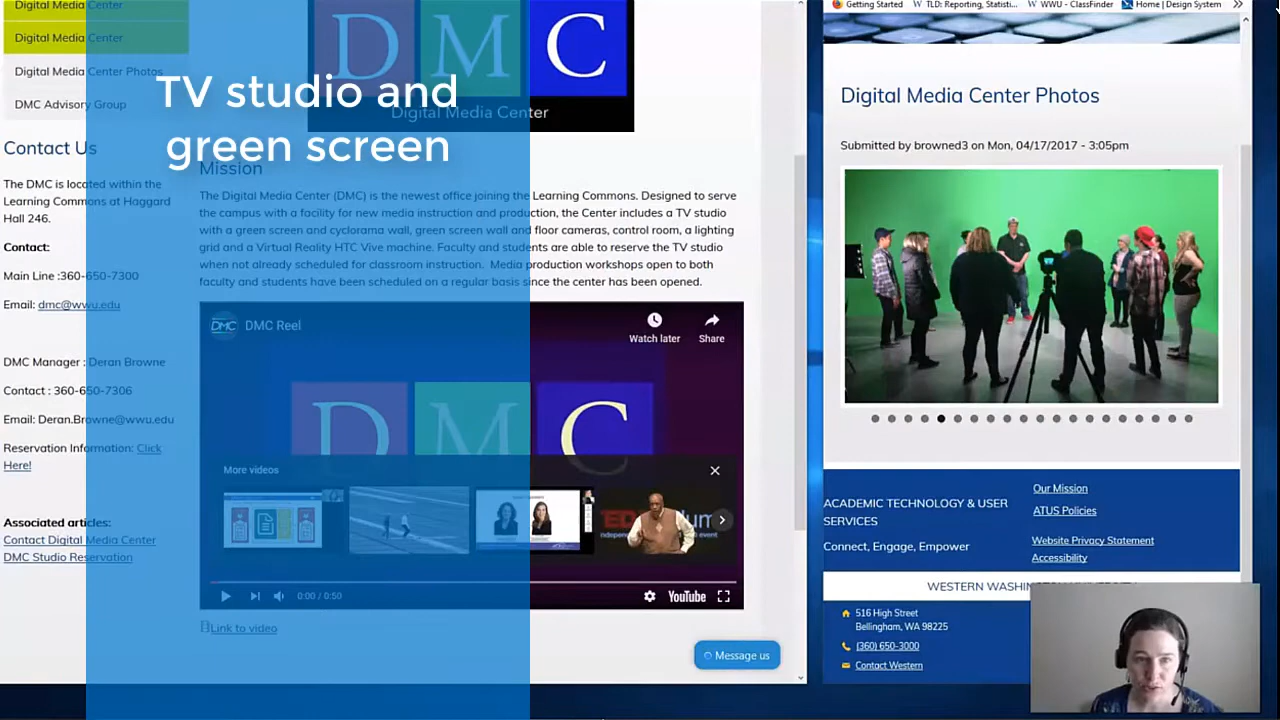 Digital Media Center
Digital Media Center
Digital Media Center Photos
DMC Advisory Group
Contact Us
The DMC is located within the
Learning Commons at Haggard
Hall 246.
Contact:
Main Line :360-650-7300
Email: dmc@wwu.edu
DMC Manager : Deran Browne
Contact : 360-650-7306
Email: Deran.Browne@wwu.edu
Reservation Information: Click
Here!
Associated articles:
Contact Digital Media Center
DMC Studio Reservation
TV studio and
green screen
D M C
Digital Media Center
Mission
The Digital Media Center (DMC) is the newest office joining the Learning Commons. Designed to serve
the campus with a facility for new media instruction and production, the Center includes a TV studio
with a green screen and cyclorama wall, green screen wall and floor cameras, control room, a lighting
grid and a Virtual Reality HTC Vive machine. Faculty and students are able to reserve the TV studio
when not already scheduled for classroom instruction. Media production workshops open to both
faculty and students have been scheduled on a regular basis since the center has been opened.
DMC
DMC Reel
Watch later
Share
D M C
More videos
0:00 / 0:50
YouTube
Link to video
Message us
Getting Started
TLD: Reporting, Statisti...
WWU - ClassFinder
Home | Design System
Digital Media Center Photos
Submitted by browned3 on Mon, 04/17/2017 - 3:05pm
ACADEMIC TECHNOLOGY & USER
SERVICES
Connect, Engage, Empower
Our Mission
ATUS Policies
Website Privacy Statement
Accessibility
516 High Street
Bellingham, WA 98225
(360) 650-3000
Contact Western